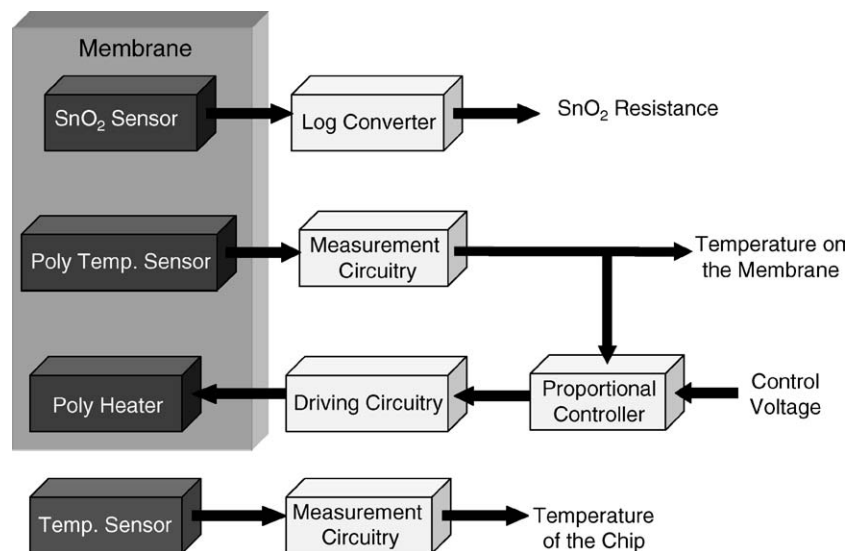 Membrane
SnO₂ Sensor
Log Converter
SnO₂ Resistance
Poly Temp. Sensor
Measurement
Circuitry
Temperature on
the Membrane
Poly Heater
Driving Circuitry
Proportional
Controller
Control
Voltage
Temp. Sensor
Measurement
Circuitry
Temperature
of the Chip